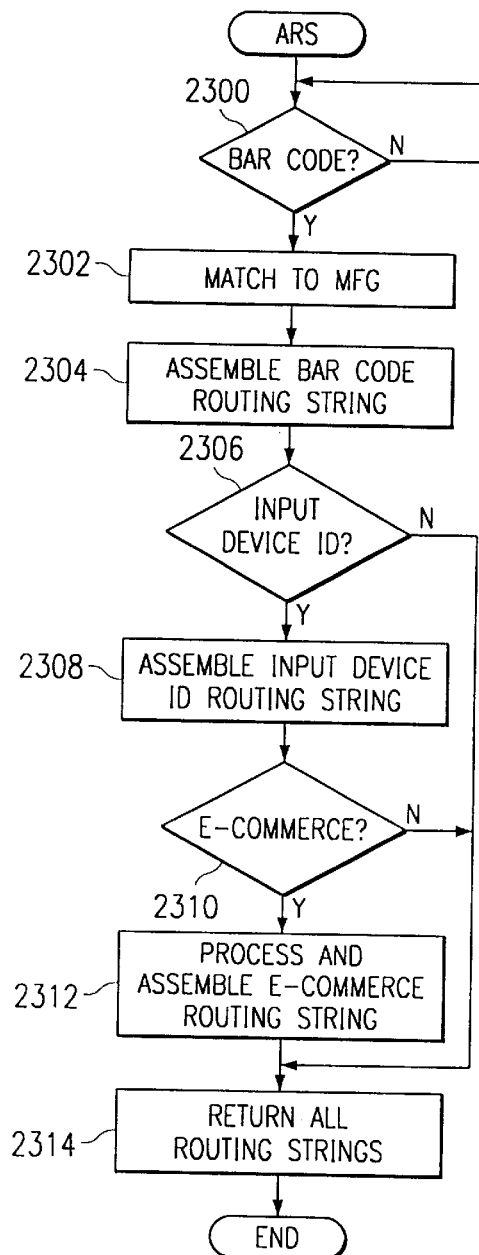 ARS
2300
BAR CODE?
N
Y
2302
MATCH TO MFG
2304
ASSEMBLE BAR CODE
ROUTING STRING
2306
INPUT
DEVICE ID?
N
Y
2308
ASSEMBLE INPUT DEVICE
ID ROUTING STRING
E-COMMERCE?
N
2310
Y
2312
PROCESS AND
ASSEMBLE E-COMMERCE
ROUTING STRING
2314
RETURN ALL
ROUTING STRINGS
END